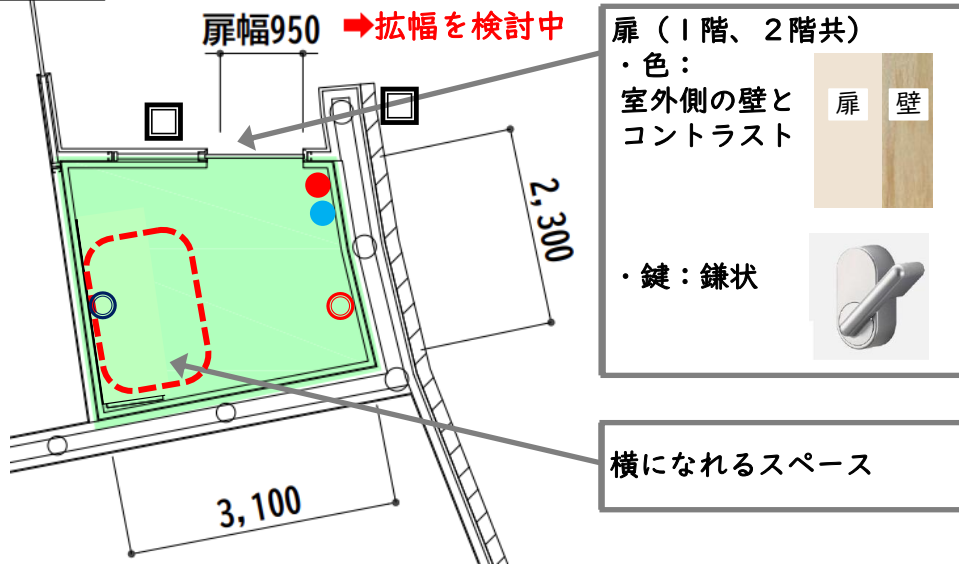 扉幅950 ➡拡幅を検討中
2,300
3,100
扉（1階、2階共）
・色：
室外側の壁と
コントラスト
扉 壁
・鍵：鎌状
横になれるスペース